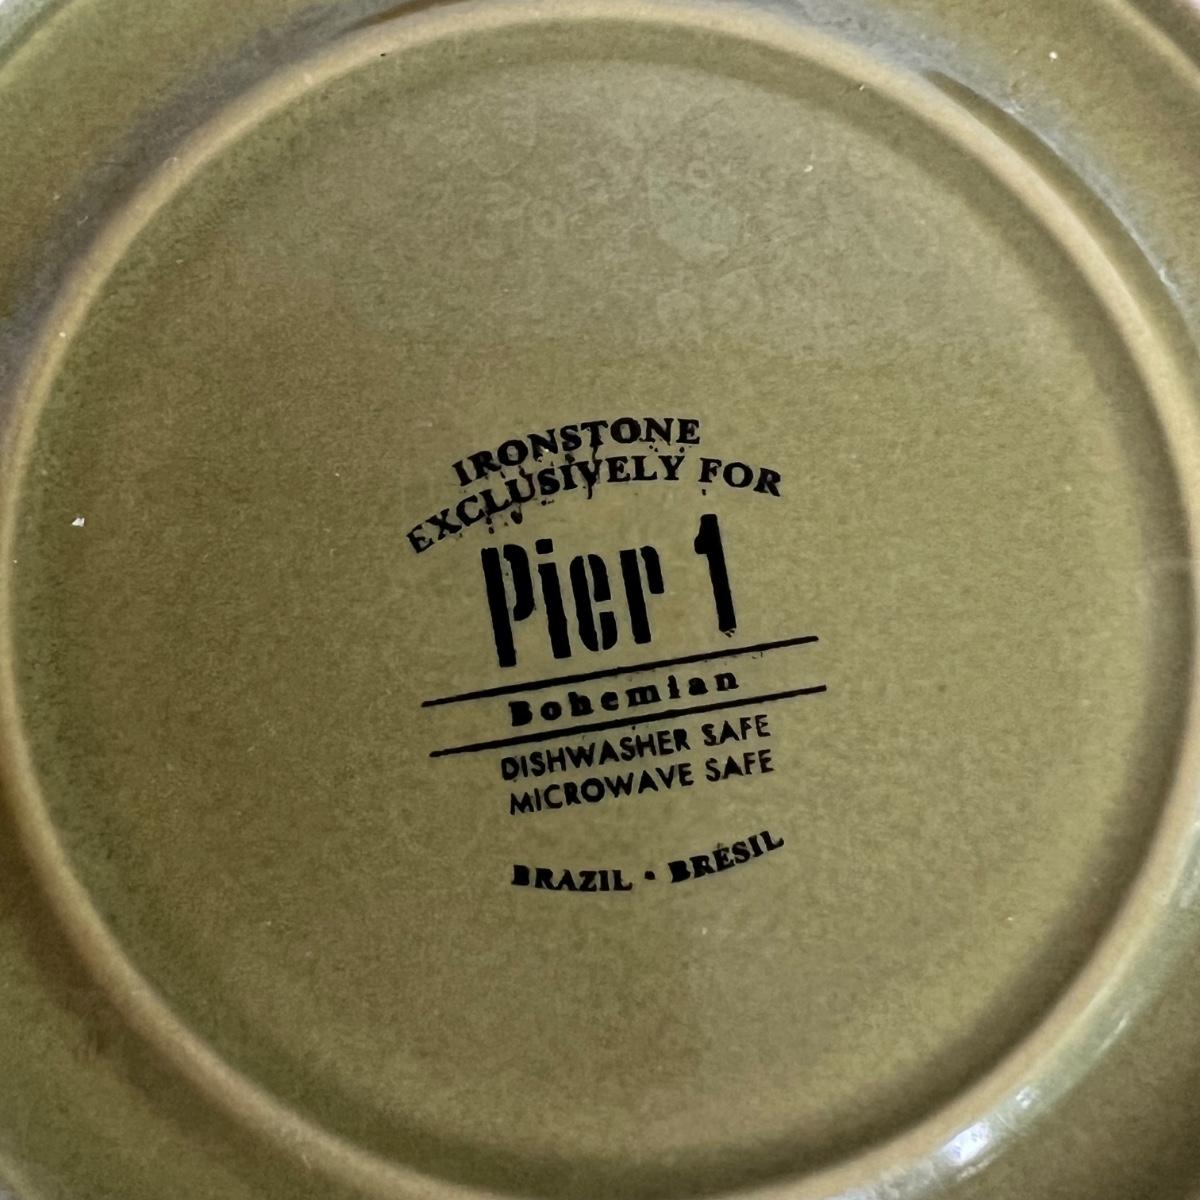 IRONSTONE
EXCLUSIVELY FOR
Pier 1
Bohemian
DISHWASHER SAFE
MICROWAVE SAFE
BRAZIL • BRÉSIL